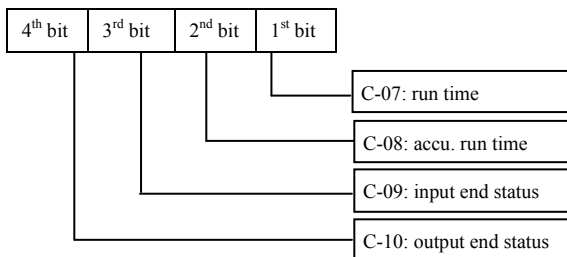 4th bit 3rd bit 2nd bit 1st bit
C-07: run time
C-08: accu. run time
C-09: input end status
C-10: output end status